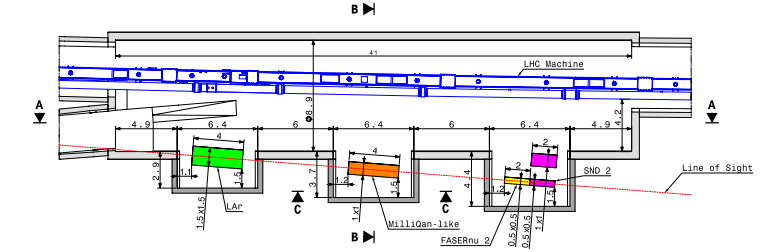 B
41
LHC Machine
A
ø8.9
4.2
A
4.9
6.4
6
6.4
6
6.4
4.9
4
4
2
2
Line of Sight
SND 2
2.9
1.1
1.5
3.7
1.2
1.5
4.4
1.2
1.5
1.5x1.5
LAr
1x1
C
C
MilliQan-like
0.5x0.5
0.5x0.5
1x1
B
FASERnu 2